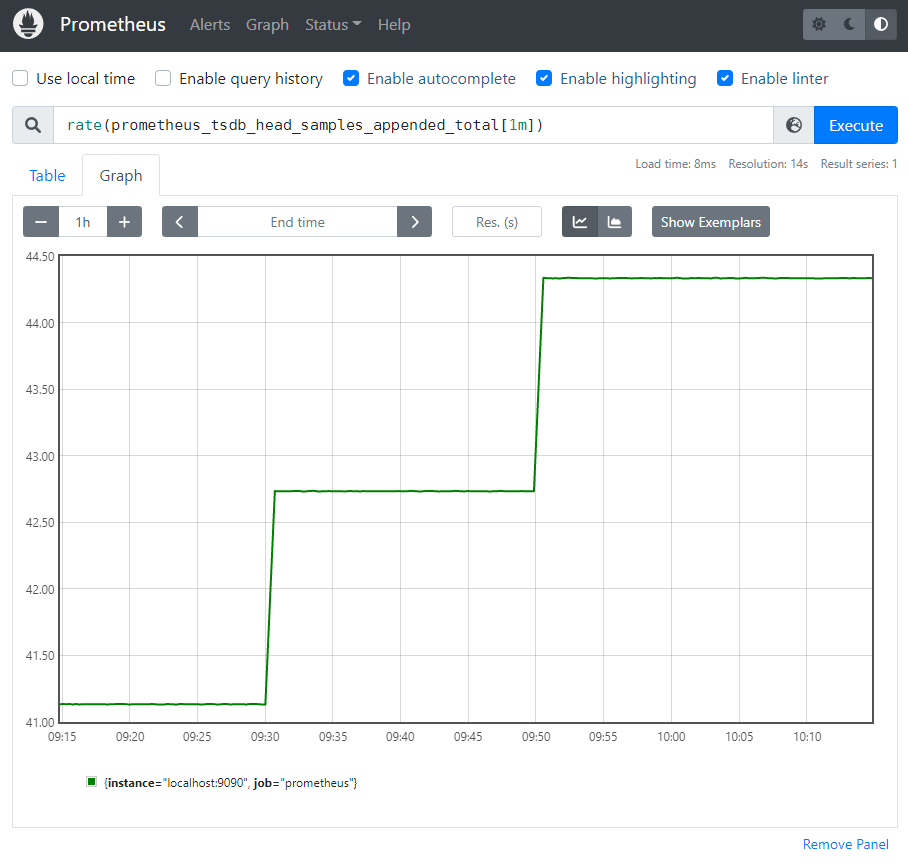 Prometheus Alerts Graph Status Help
Use local time Enable query history Enable autocomplete Enable highlighting Enable linter
rate(prometheus_tsdb_head_samples_appended_total[1m]) Execute
Load time: 8ms Resolution: 14s Result series: 1
Table Graph
1h End time Res. (s) Show Exemplars
44.50
44.00
43.50
43.00
42.50
42.00
41.50
41.00
09:15 09:20 09:25 09:30 09:35 09:40 09:45 09:50 09:55 10:00 10:05 10:10
{instance="localhost:9090", job="prometheus"}
Remove Panel